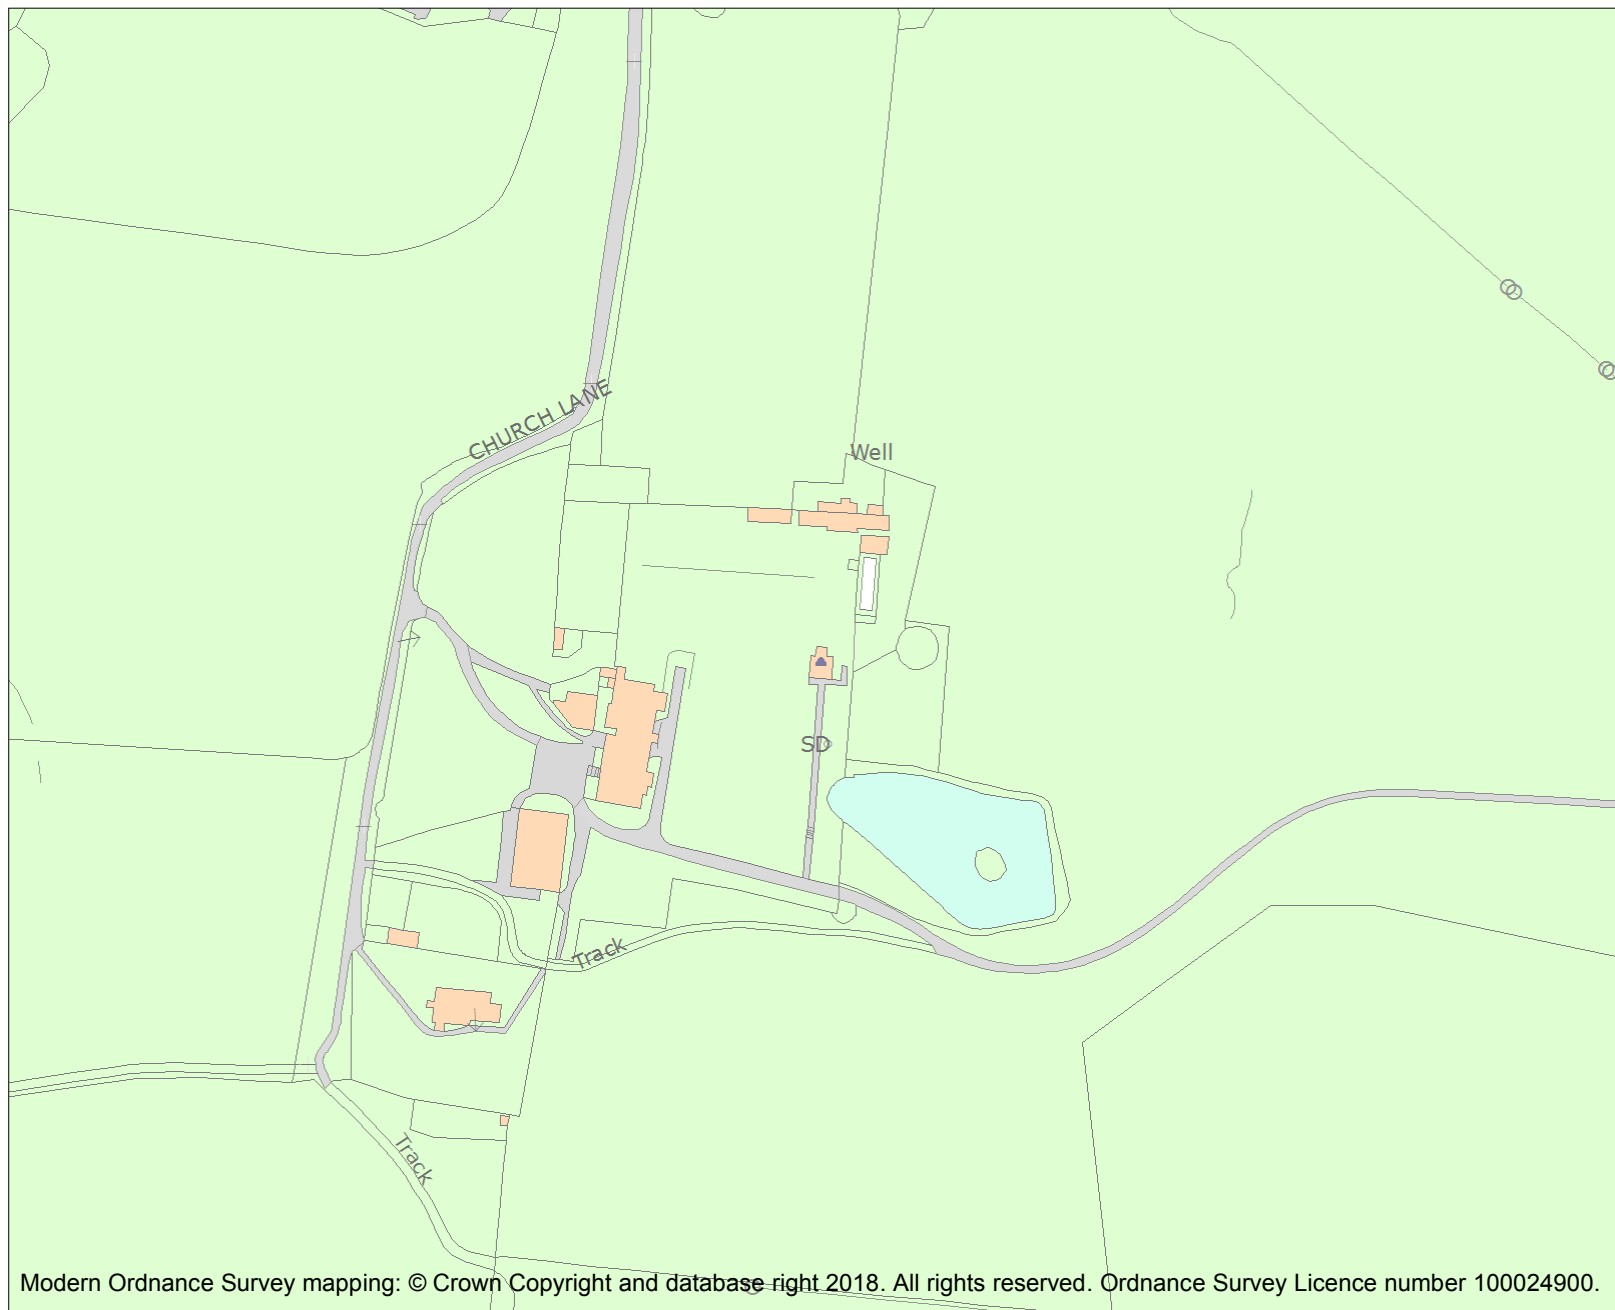 CHURCH LANE
Well
SD
Track
Track
Modern Ordnance Survey mapping: © Crown Copyright and database right 2018. All rights reserved. Ordnance Survey Licence number 100024900.